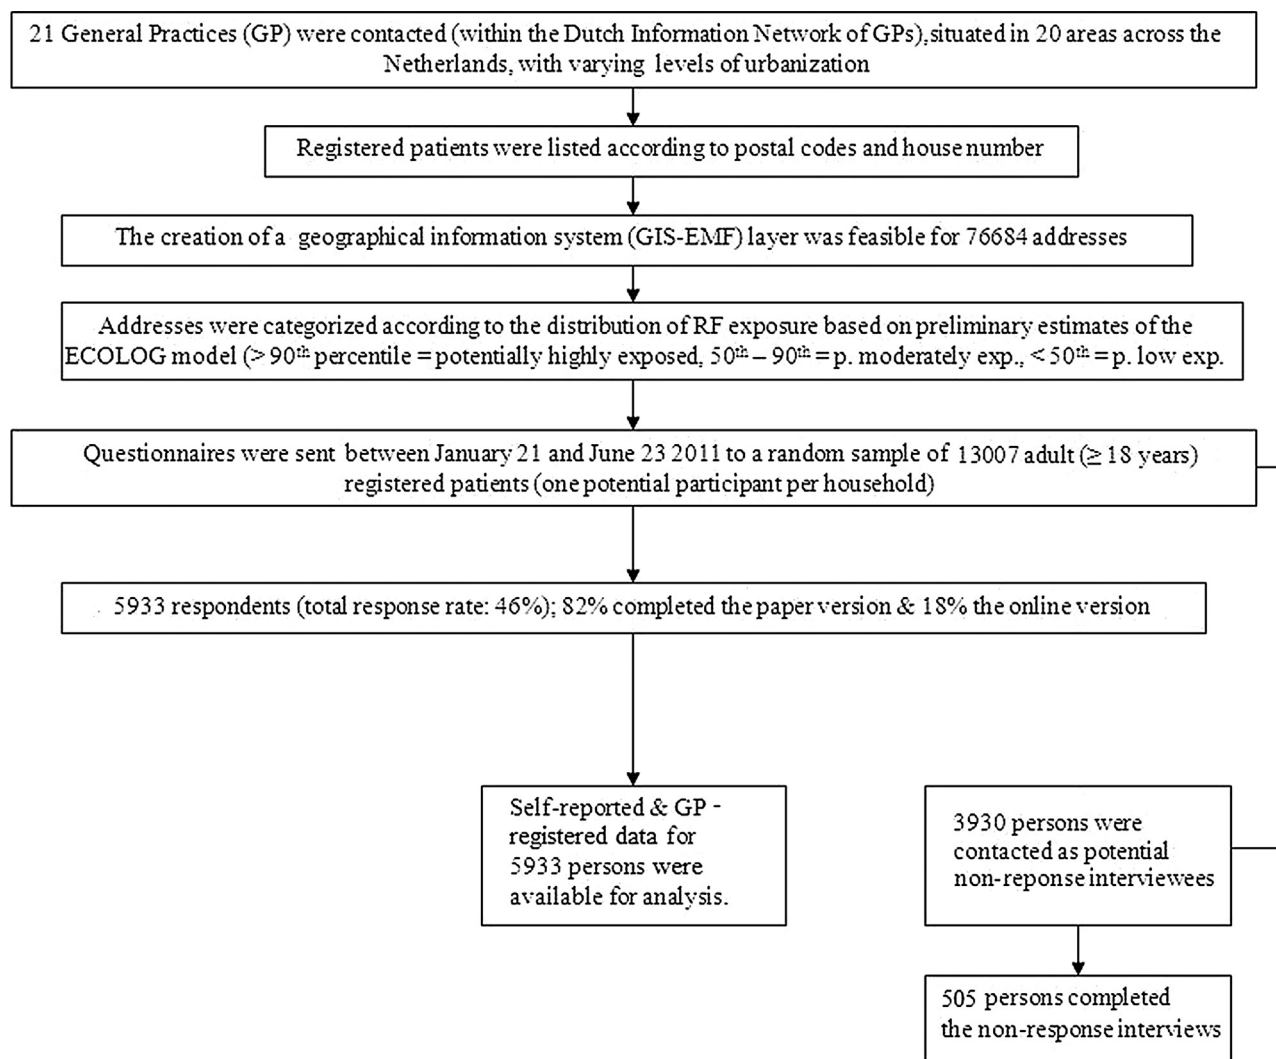 21 General Practices (GP) were contacted (within the Dutch Information Network of GPs),situated in 20 areas across the
Netherlands, with varying levels of urbanization
Registered patients were listed according to postal codes and house number
The creation of a geographical information system (GIS-EMF) layer was feasible for 76684 addresses
Addresses were categorized according to the distribution of RF exposure based on preliminary estimates of the
ECOLOG model (> 90th percentile = potentially highly exposed, 50th – 90th = p. moderately exp., < 50th = p. low exp.
Questionnaires were sent between January 21 and June 23 2011 to a random sample of 13007 adult (≥ 18 years)
registered patients (one potential participant per household)
5933 respondents (total response rate: 46%); 82% completed the paper version & 18% the online version
Self-reported & GP -
registered data for
5933 persons were
available for analysis.
3930 persons were
contacted as potential
non-reponse interviewees
505 persons completed
the non-response interviews